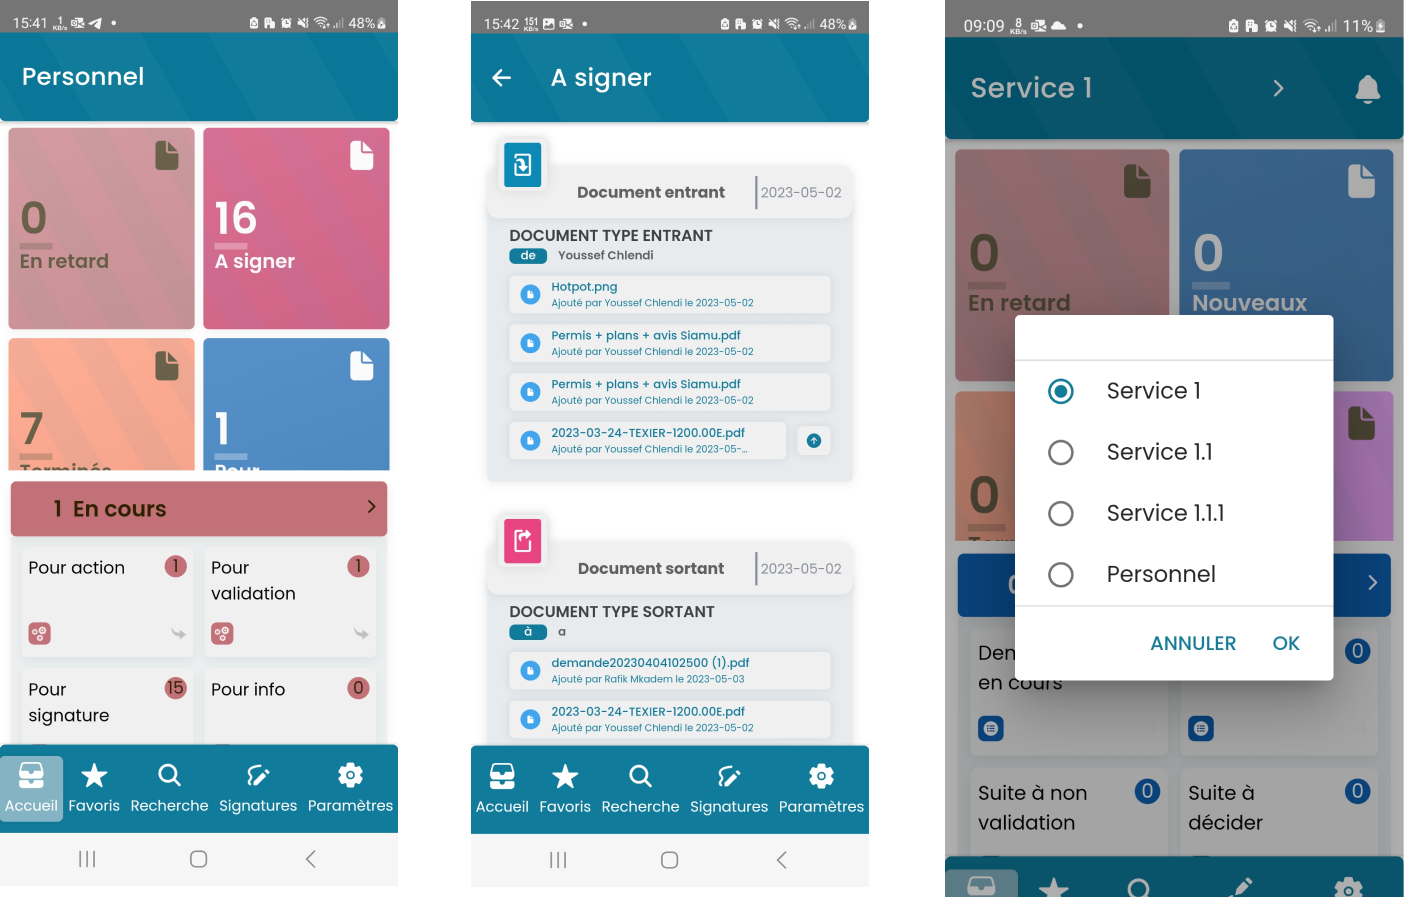 15:41 1 KB/s 48%
Personnel
0
En retard
16
A signer
7
Terminés
1
Pour
1 En cours
Pour action
1
Pour
validation
1
Pour
signature
15
Pour info
0
Accueil
Favoris
Recherche
Signatures
Paramètres
15:42 151 KB/s 48%
A signer
Document entrant
2023-05-02
DOCUMENT TYPE ENTRANT
de Youssef Chlendi
Hotpot.png
Ajouté par Youssef Chlendi le 2023-05-02
Permis + plans + avis Siamu.pdf
Ajouté par Youssef Chlendi le 2023-05-02
Permis + plans + avis Siamu.pdf
Ajouté par Youssef Chlendi le 2023-05-02
2023-03-24-TEXIER-1200.00E.pdf
Ajouté par Youssef Chlendi le 2023-05-...
Document sortant
2023-05-02
DOCUMENT TYPE SORTANT
à a
demande20230404102500 (1).pdf
Ajouté par Rafik Mkadem le 2023-05-03
2023-03-24-TEXIER-1200.00E.pdf
Ajouté par Youssef Chlendi le 2023-05-02
Accueil
Favoris
Recherche
Signatures
Paramètres
09:09 8 KB/s 11%
Service 1
0
En retard
0
Nouveaux
0
Service 1
Service 1.1
Service 1.1.1
Personnel
ANNULER
OK
en cours
0
Suite à non
validation
0
Suite à
décider
0